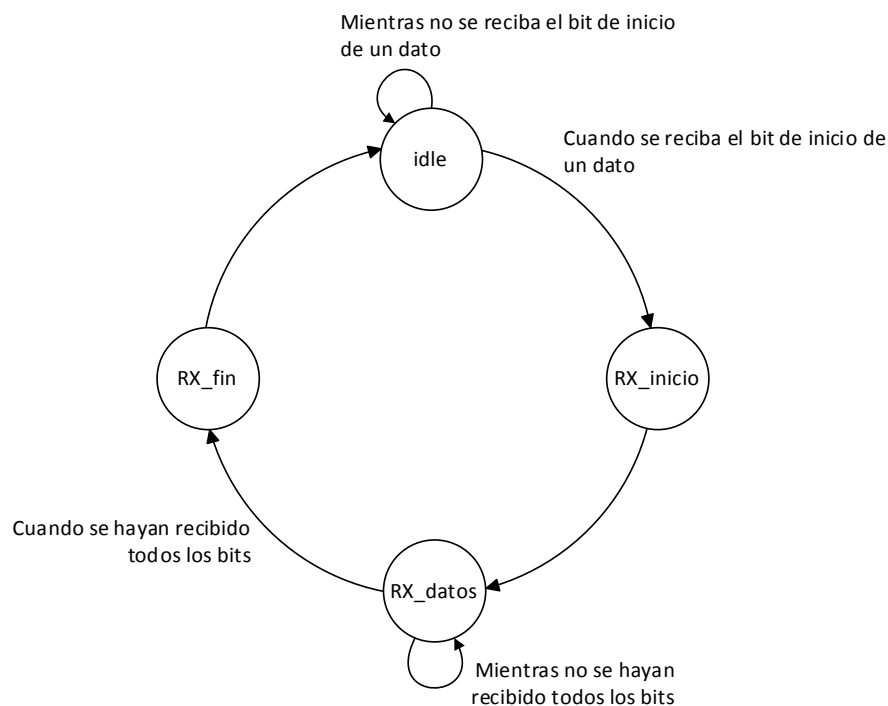 Mientras no se reciba el bit de inicio
de un dato
idle
Cuando se reciba el bit de inicio de
un dato
RX_fin
RX_inicio
Cuando se hayan recibido
todos los bits
RX_datos
Mientras no se hayan
recibido todos los bits